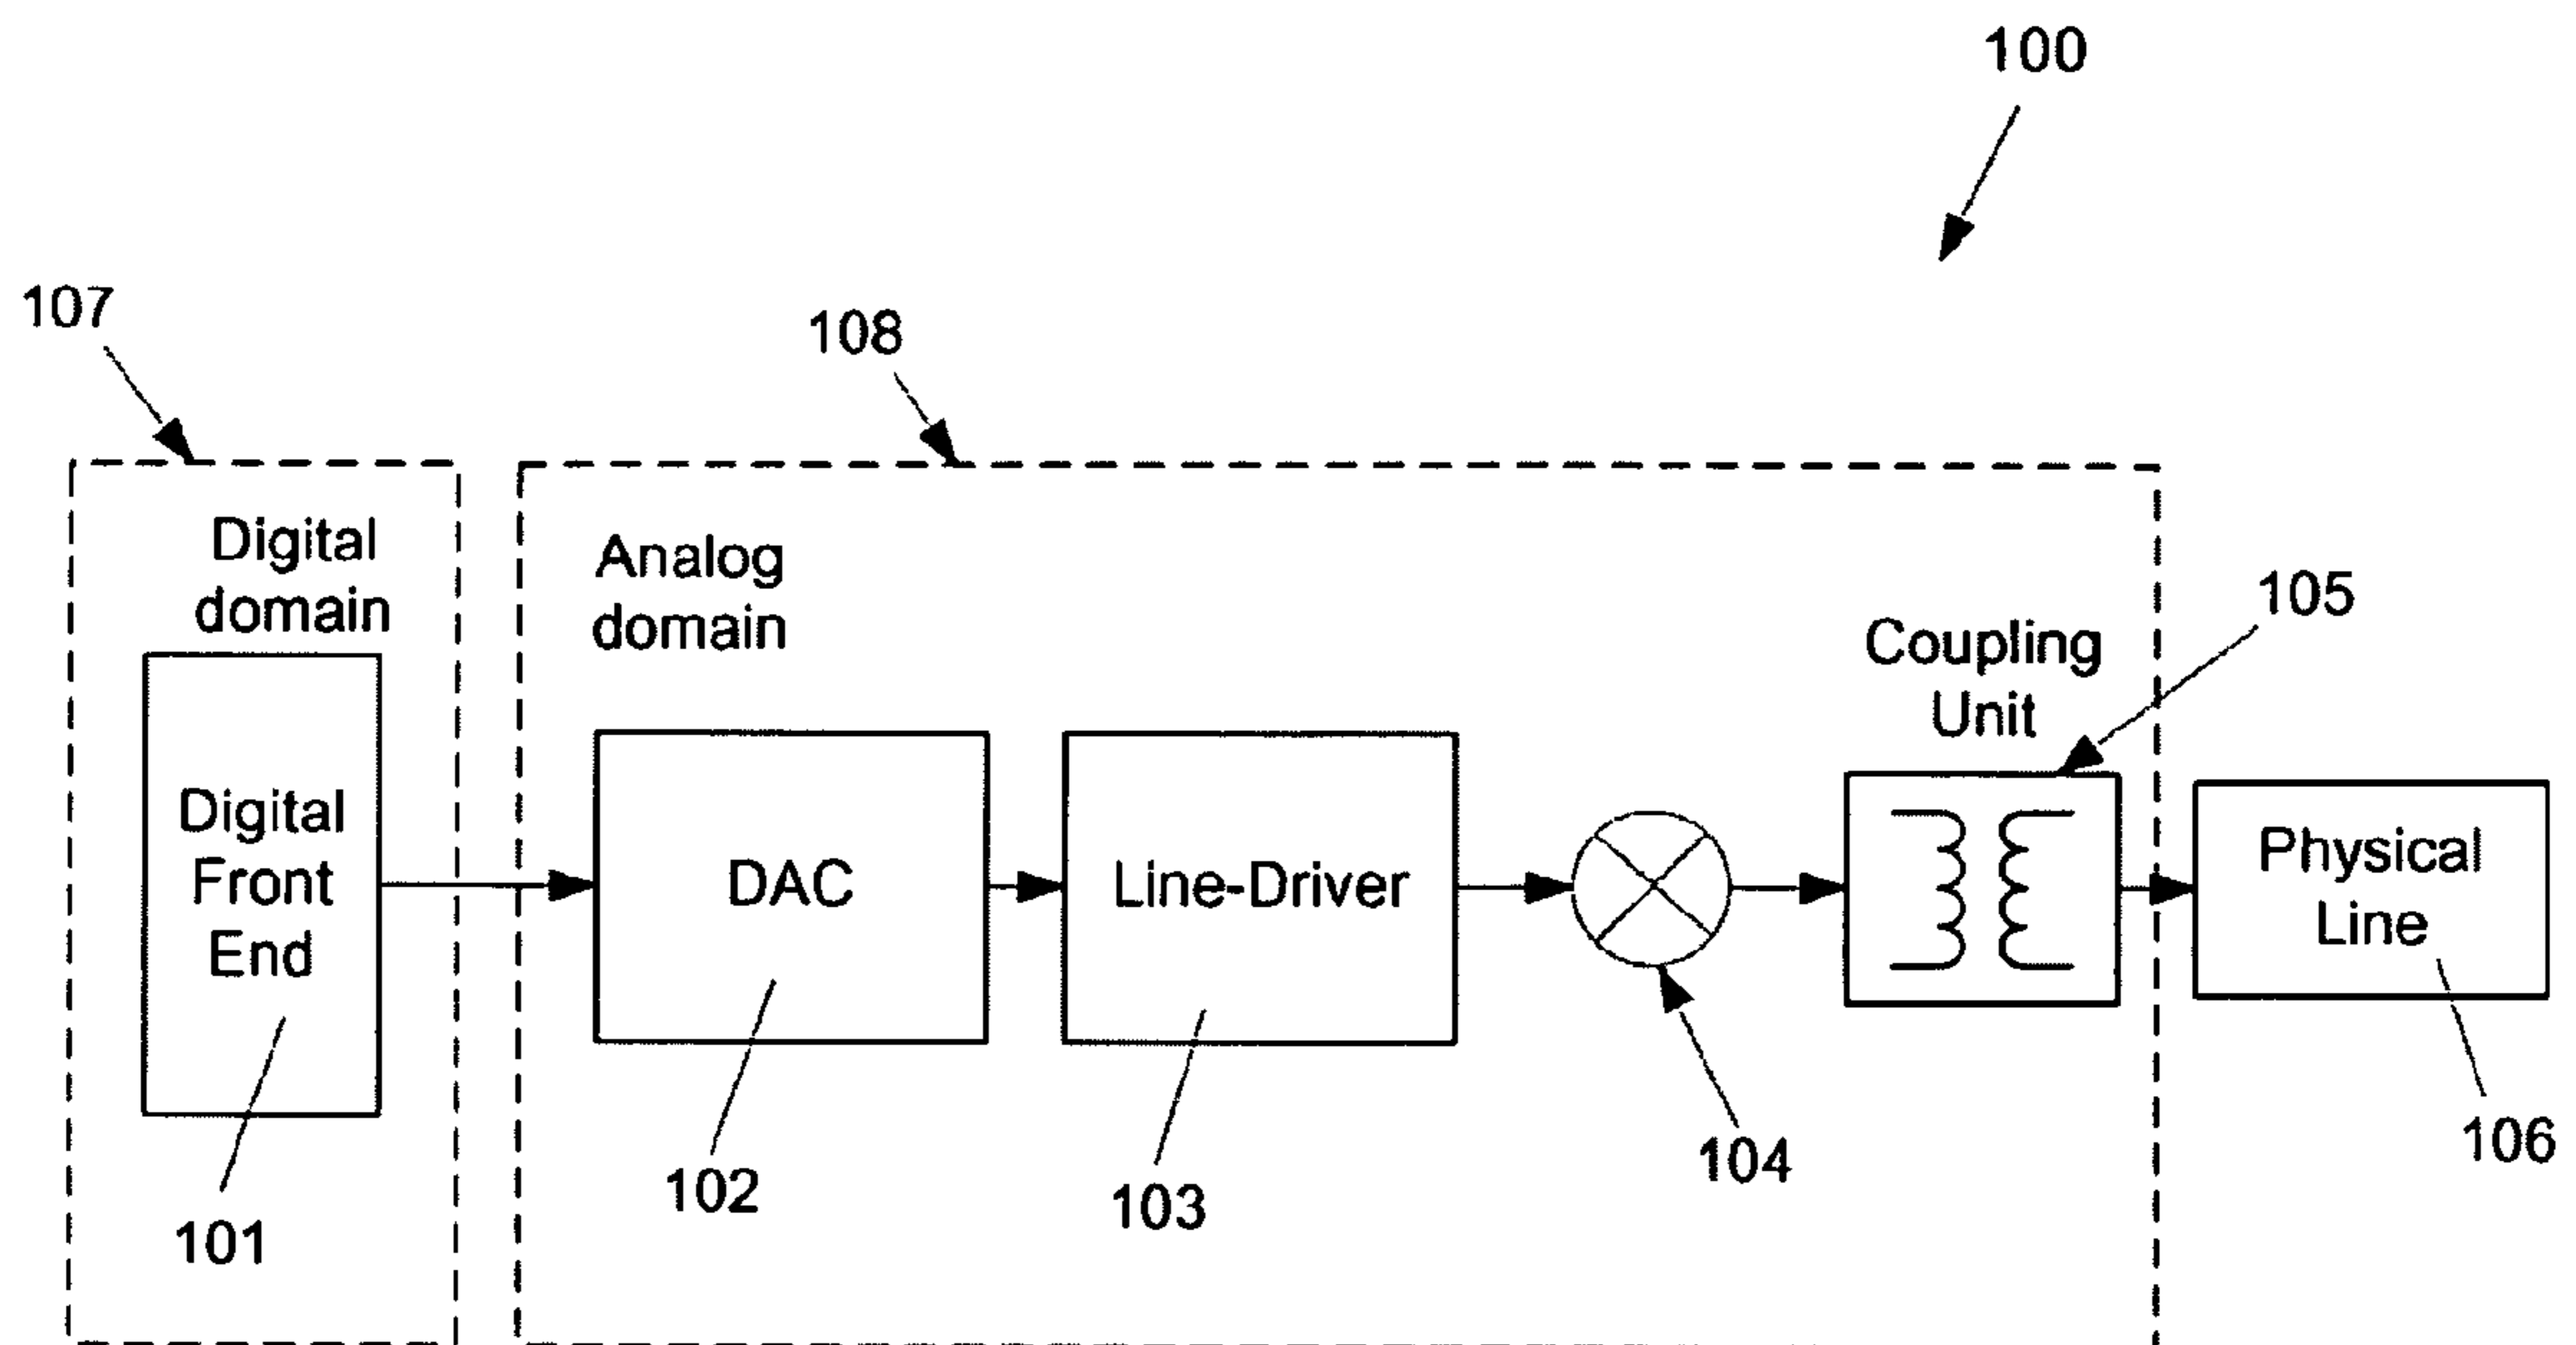 100
107
108
Digital
domain
Analog
domain
105
Coupling
Unit
Digital
Front
End
DAC
Line-Driver
Physical
Line
101
102
103
104
106